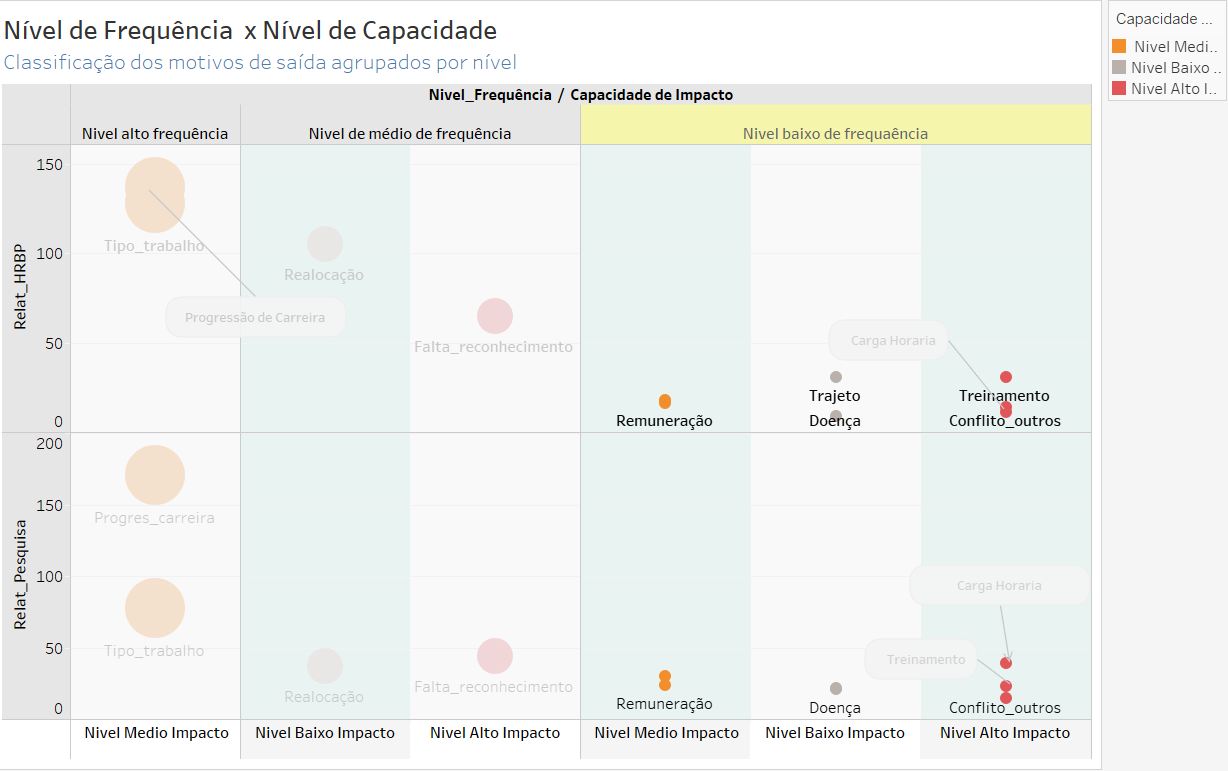 Nível de Frequência x Nível de Capacidade
Classificação dos motivos de saída agrupados por nível
Capacidade ...
Nivel Medi..
Nivel Baixo ..
Nivel Alto I..
Nivel_Frequência / Capacidade de Impacto
Nivel alto frequência
Nivel de médio de frequência
Nivel baixo de frequaência
Relat_HRBP
150
100
50
0
Tipo_trabalho
Progressão de Carreira
Realocação
Falta_reconhecimento
Remuneração
Carga Horaria
Trajeto
Doença
Treinamento
Conflito_outros
Relat_Pesquisa
200
150
100
50
0
Progres_carreira
Tipo_trabalho
Realocação
Falta_reconhecimento
Remuneração
Doença
Carga Horaria
Treinamento
Conflito_outros
Nivel Medio Impacto
Nivel Baixo Impacto
Nivel Alto Impacto
Nivel Medio Impacto
Nivel Baixo Impacto
Nivel Alto Impacto